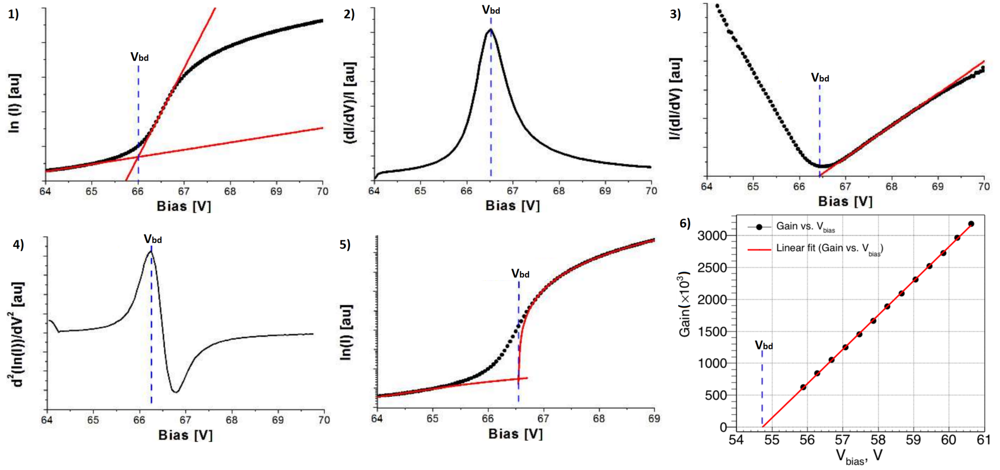 1)
Vbd
ln (I) [au]
64 65 66 67 68 69 70
Bias [V]
2)
Vbd
(dI/dV)/I [au]
64 65 66 67 68 69 70
Bias [V]
3)
Vbd
I/(dI/dV) [au]
64 65 66 67 68 69 70
Bias [V]
4)
Vbd
d²(ln(I))/dV² [au]
64 65 66 67 68 69 70
Bias [V]
5)
Vbd
ln(I) [au]
64 65 66 67 68 69
Bias [V]
6)
Gain vs. Vbias
Linear fit (Gain vs. Vbias)
Vbd
Gain(×10³)
3000
2500
2000
1500
1000
500
0
54 55 56 57 58 59 60 61
Vbias, V